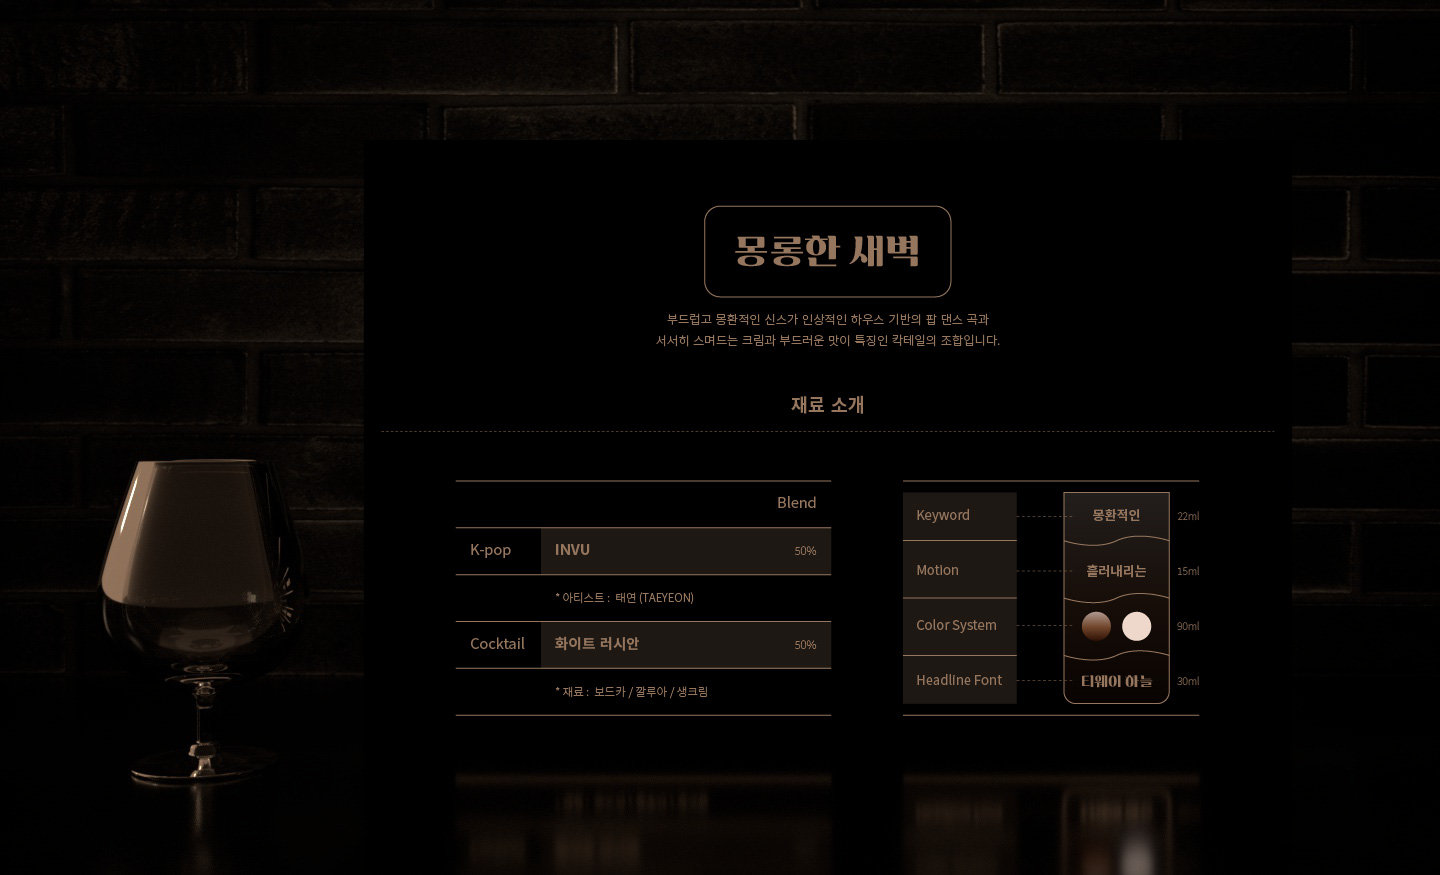 몽롱한 새벽
부드럽고 몽환적인 신스가 인상적인 하우스 기반의 팝 댄스 곡과
서서히 스며드는 크림과 부드러운 맛이 특징인 칵테일의 조합입니다.
재료 소개
Blend
K-pop INVU 50%
* 아티스트 : 태연 (TAEYEON)
Cocktail 화이트 러시안 50%
* 재료 : 보드카 / 깔루아 / 생크림
Keyword 몽환적인 22ml
Motion 흘러내리는 15ml
Color System 90ml
Headline Font 티웨이 하늘 30ml